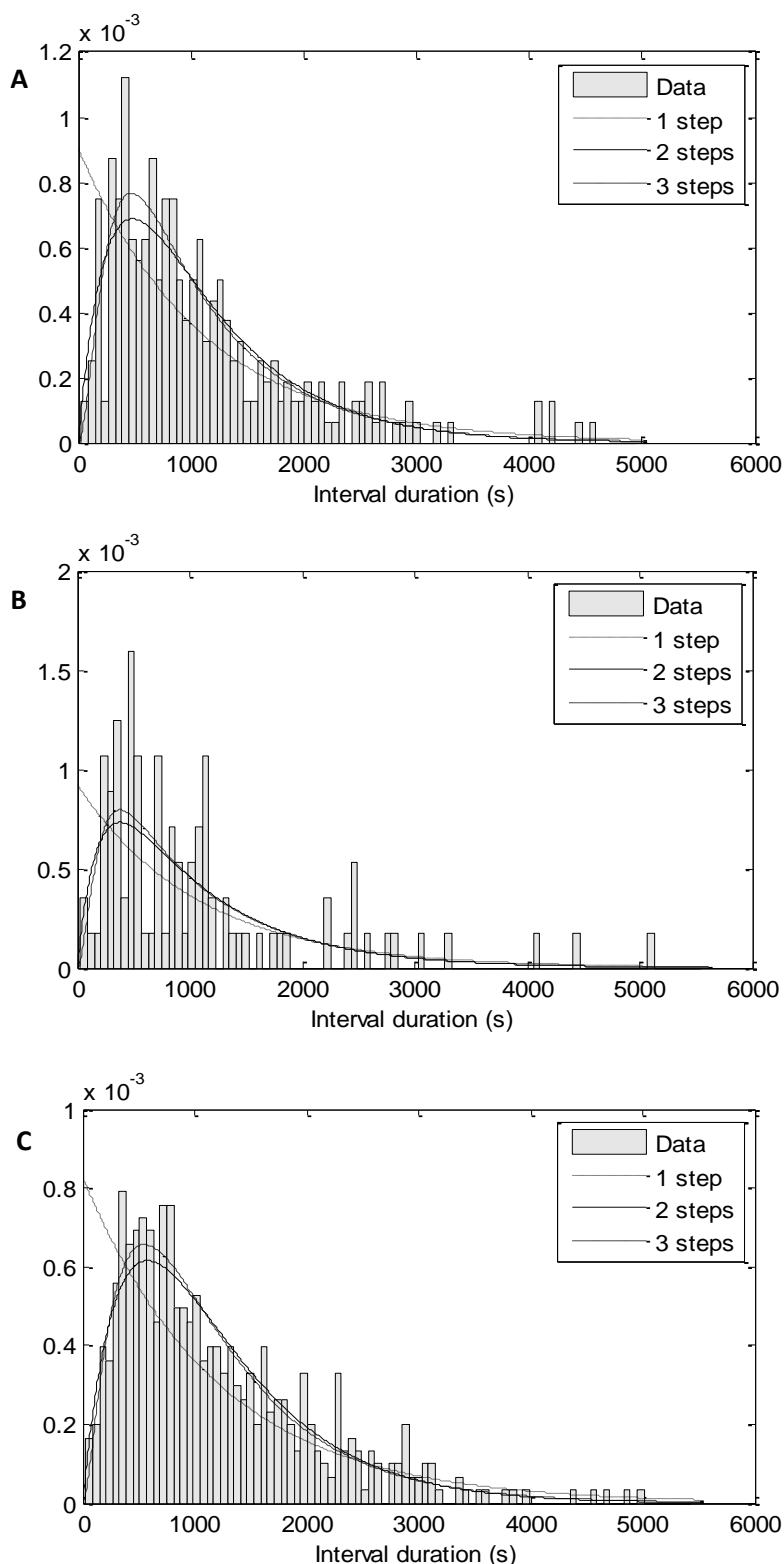 x 10⁻³
A
1.2
1
0.8
0.6
0.4
0.2
0
0 1000 2000 3000 4000 5000 6000
Interval duration (s)
Data
1 step
2 steps
3 steps
x 10⁻³
B
2
1.5
1
0.5
0
0 1000 2000 3000 4000 5000 6000
Interval duration (s)
Data
1 step
2 steps
3 steps
x 10⁻³
C
1
0.8
0.6
0.4
0.2
0
0 1000 2000 3000 4000 5000 6000
Interval duration (s)
Data
1 step
2 steps
3 steps